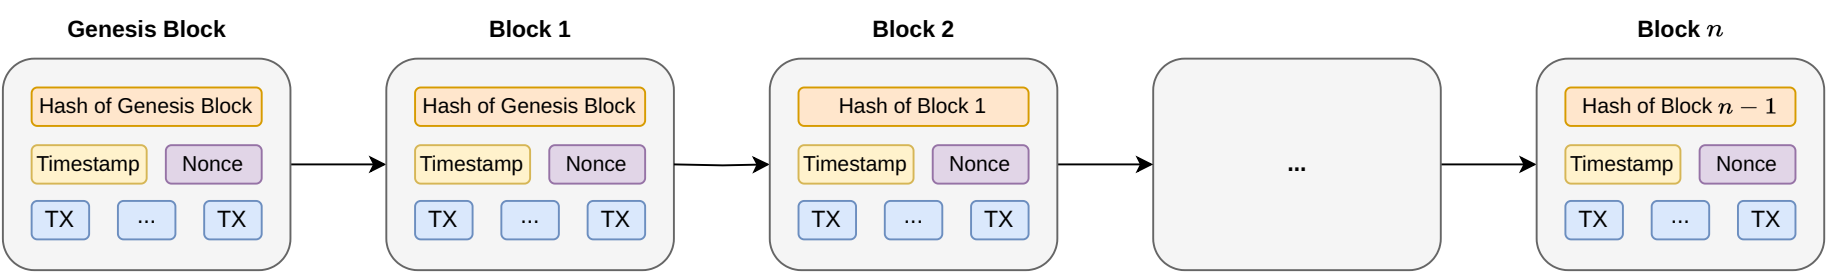 Genesis Block
Block 1
Block 2
Block n
Hash of Genesis Block
Hash of Genesis Block
Hash of Block 1
Hash of Block n − 1
Timestamp Nonce
Timestamp Nonce
Timestamp Nonce
...
Timestamp Nonce
TX ... TX
TX ... TX
TX ... TX
TX ... TX